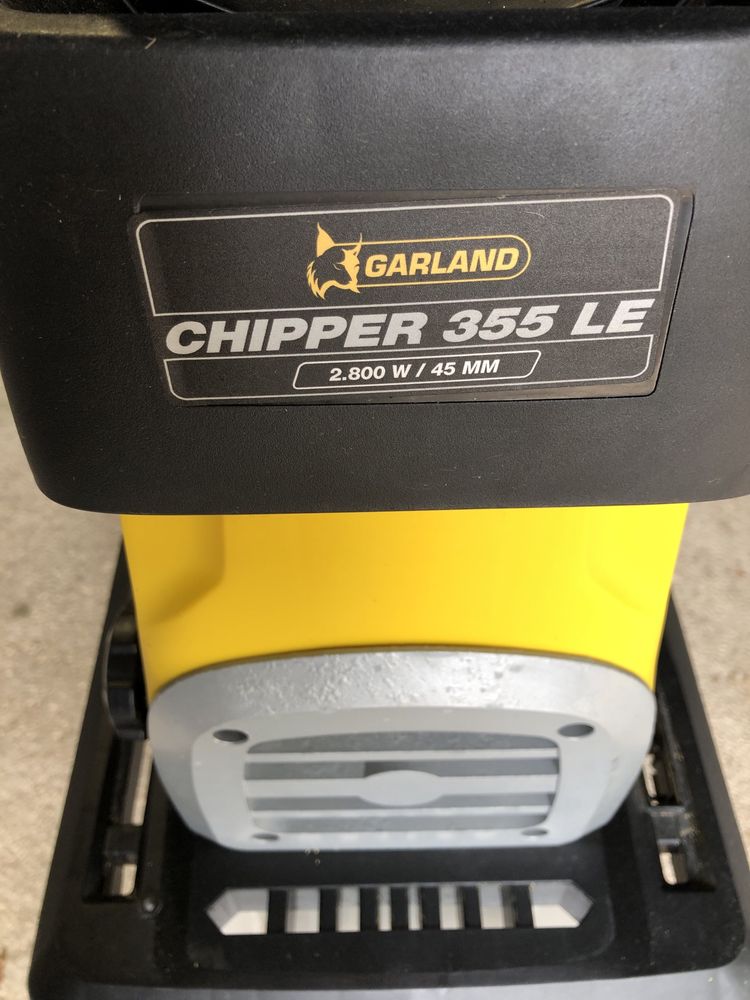 GARLAND
CHIPPER 355 LE
2.800 W / 45 MM